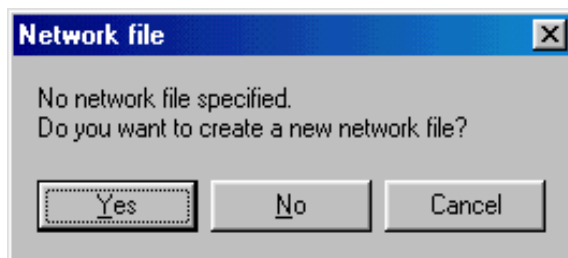 Network file
No network file specified.
Do you want to create a new network file?
Yes No Cancel